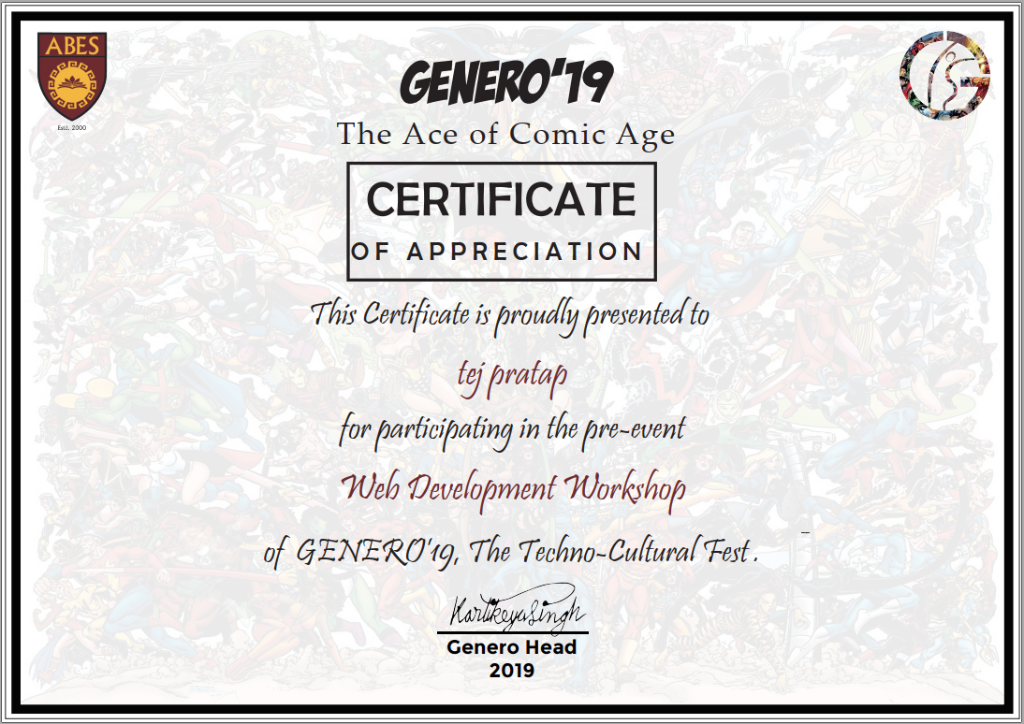 ABES
Estd. 2000
GENERO'19
The Ace of Comic Age
CERTIFICATE
OF APPRECIATION
This Certificate is proudly presented to
tej pratap
for participating in the pre-event
Web Development Workshop
of GENERO'19, The Techno-Cultural Fest.
Kartikeya Singh
Genero Head
2019